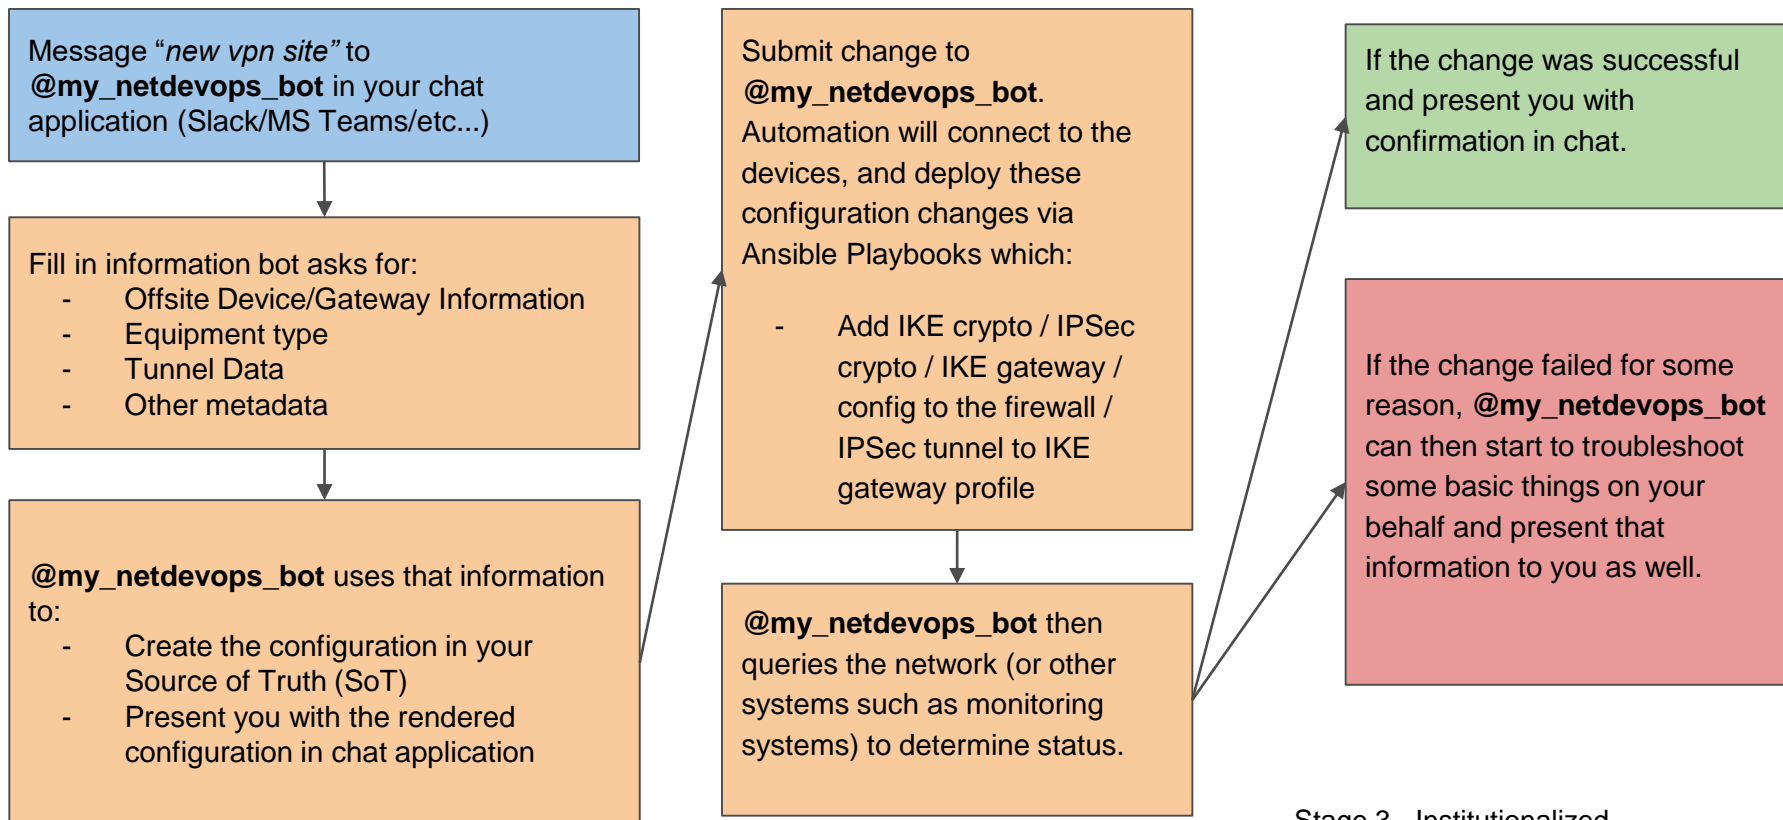 Message “new vpn site” to
@my_netdevops_bot in your chat
application (Slack/MS Teams/etc...)
Fill in information bot asks for:
- Offsite Device/Gateway Information
- Equipment type
- Tunnel Data
- Other metadata
@my_netdevops_bot uses that information
to:
- Create the configuration in your
Source of Truth (SoT)
- Present you with the rendered
configuration in chat application
Submit change to
@my_netdevops_bot.
Automation will connect to the
devices, and deploy these
configuration changes via
Ansible Playbooks which:
- Add IKE crypto / IPSec
crypto / IKE gateway /
config to the firewall /
IPSec tunnel to IKE
gateway profile
@my_netdevops_bot then
queries the network (or other
systems such as monitoring
systems) to determine status.
If the change was successful
and present you with
confirmation in chat.
If the change failed for some
reason, @my_netdevops_bot
can then start to troubleshoot
some basic things on your
behalf and present that
information to you as well.
Stage 3 - Institutionalized